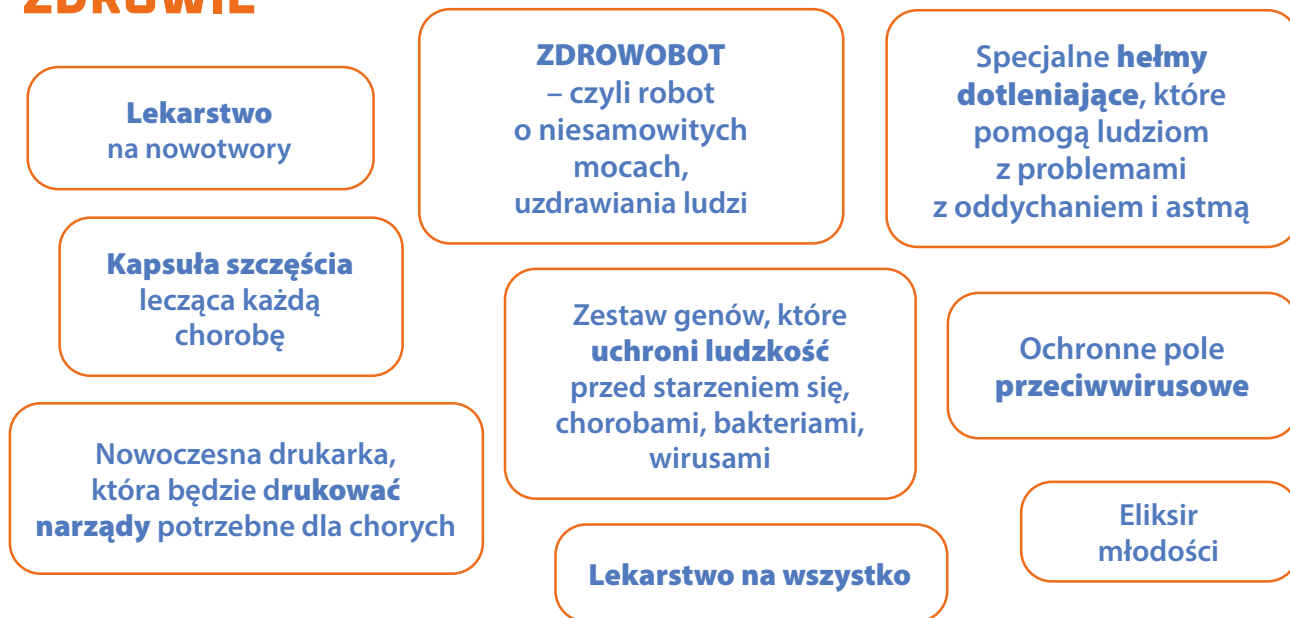 ZDROWIE
Lekarstwo
na nowotwory
ZDROWOBOT
– czyli robot
o niesamowitych
mocach,
uzdrawiania ludzi
Specjalne hełmy
dotleniające, które
pomogą ludziom
z problemami
z oddychaniem i astmą
Kapsuła szczęścia
lecząca każdą
chorobę
Zestaw genów, które
uchroni ludzkość
przed starzeniem się,
chorobami, bakteriami,
wirusami
Ochronne pole
przeciwwirusowe
Nowoczesna drukarka,
która będzie drukować
narządy potrzebne dla chorych
Eliksir
młodości
Lekarstwo na wszystko